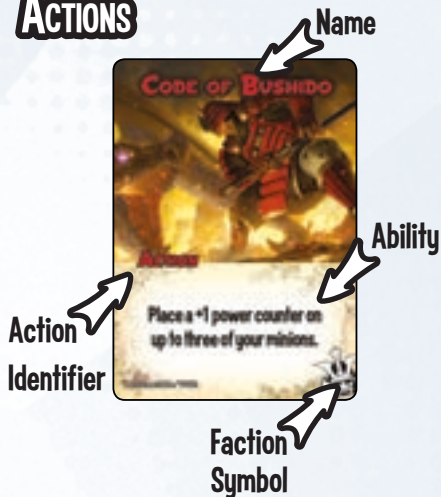 ACTIONS
Name
CODE OF BUSHIDO
Ability
ACTION
Place a +1 power counter on
up to three of your minions.
Action
Identifier
Faction
Symbol